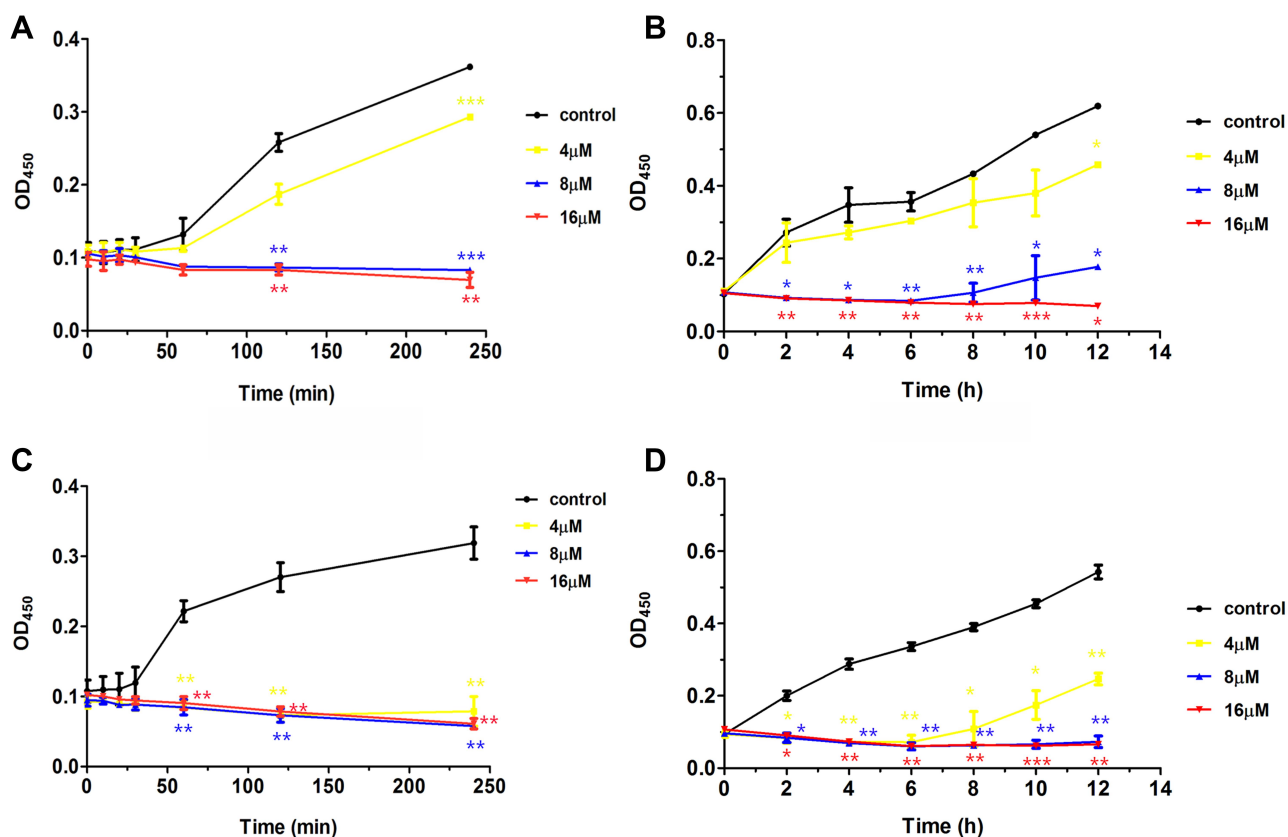 A
0.4
0.3
0.2
0.1
0.0
OD450
0 50 100 150 200 250
Time (min)
control
4μM
8μM
16μM
***
**
***
**
**
B
0.8
0.6
0.4
0.2
0.0
OD450
0 2 4 6 8 10 12 14
Time (h)
control
4μM
8μM
16μM
*
* * ** ** * *
** ** ** ** *** *
C
0.4
0.3
0.2
0.1
0.0
OD450
0 50 100 150 200 250
Time (min)
control
4μM
8μM
16μM
** ** **
** ** **
** ** **
D
0.8
0.6
0.4
0.2
0.0
OD450
0 2 4 6 8 10 12 14
Time (h)
control
4μM
8μM
16μM
* ** ** * * **
* ** ** ** ** **
* ** ** ** *** **